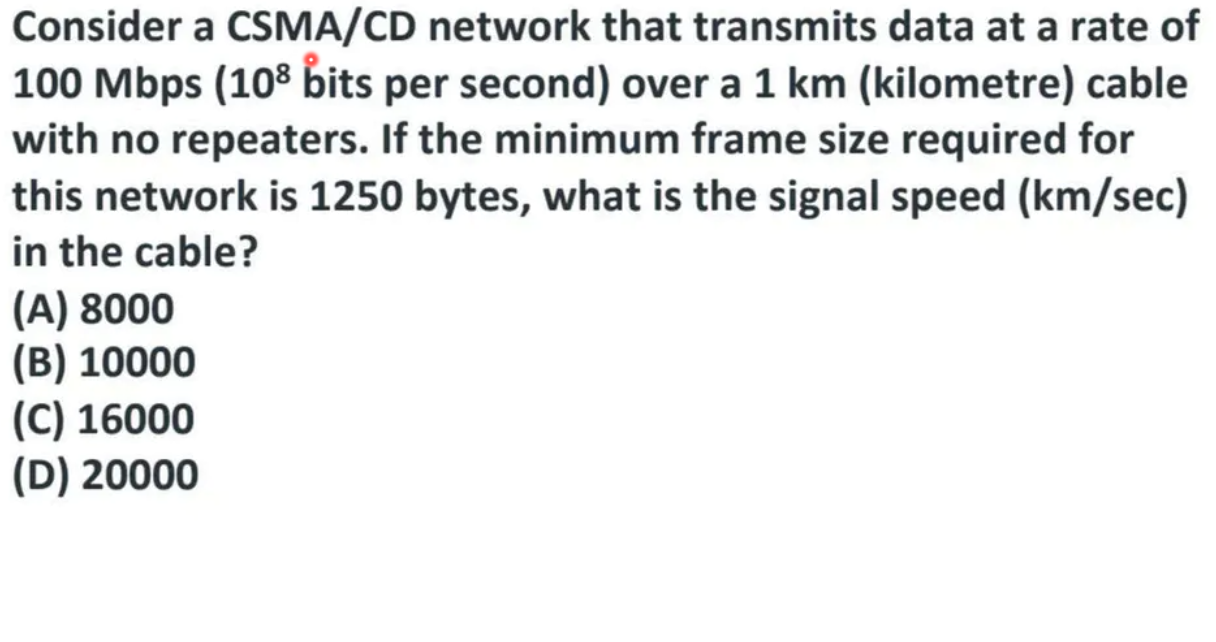 Consider a CSMA/CD network that transmits data at a rate of
100 Mbps (10⁸ bits per second) over a 1 km (kilometre) cable
with no repeaters. If the minimum frame size required for
this network is 1250 bytes, what is the signal speed (km/sec)
in the cable?
(A) 8000
(B) 10000
(C) 16000
(D) 20000